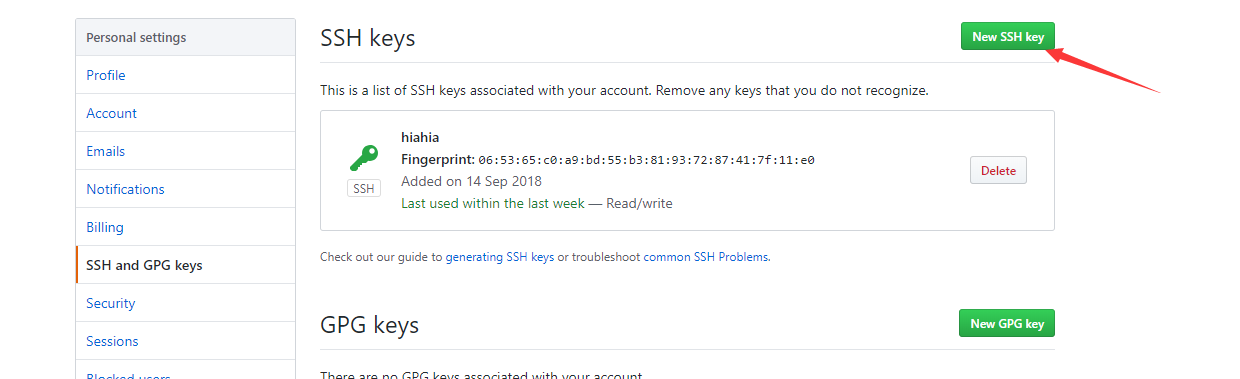 Personal settings
Profile
Account
Emails
Notifications
Billing
SSH and GPG keys
Security
Sessions
Blocked users
SSH keys
New SSH key
This is a list of SSH keys associated with your account. Remove any keys that you do not recognize.
hiahia
Fingerprint: 06:53:65:c0:a9:bd:55:b3:81:93:72:87:41:7f:11:e0
SSH
Added on 14 Sep 2018
Last used within the last week — Read/write
Delete
Check out our guide to generating SSH keys or troubleshoot common SSH Problems.
GPG keys
New GPG key
There are no GPG keys associated with your account.